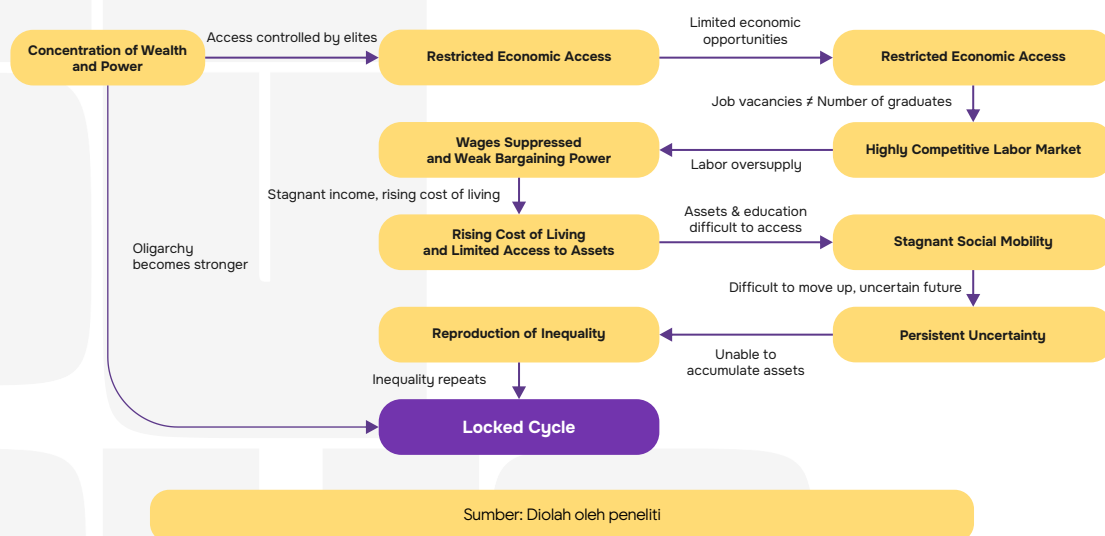 Concentration of Wealth
and Power
Access controlled by elites
Restricted Economic Access
Limited economic
opportunities
Restricted Economic Access
Job vacancies ≠ Number of graduates
Highly Competitive Labor Market
Labor oversupply
Wages Suppressed
and Weak Bargaining Power
Stagnant income, rising cost of living
Rising Cost of Living
and Limited Access to Assets
Assets & education
difficult to access
Stagnant Social Mobility
Difficult to move up, uncertain future
Persistent Uncertainty
Unable to
accumulate assets
Reproduction of Inequality
Inequality repeats
Oligarchy
becomes stronger
Locked Cycle
Sumber: Diolah oleh peneliti